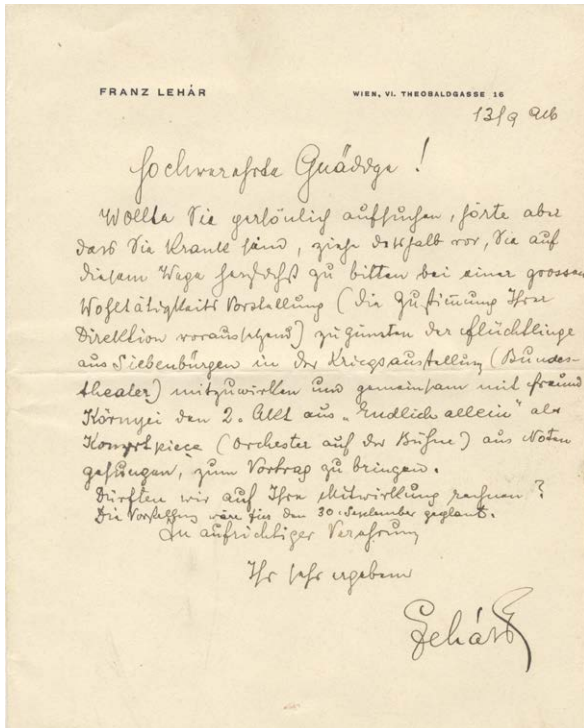 FRANZ LEHÁR
WIEN, VI. THEOBALDGASSE 16
13/9 916
Hochverehrte Gnädige!
Wollte Sie persönlich aufsuchen, hörte aber
dass Sie krank sind, ziehe deshalb vor, Sie auf
diesem Wege herzlichst zu bitten bei einer grossen
Wohltätigkeits Vorstellung (die Zustimmung Ihrer
Direktion voraussetzend) zu Gunsten der Flüchtlinge
aus Siebenbürgen in der Kriegsausstellung (Bundes-
theater) mitzuwirken und gemeinsam mit Freund
Környei den 2. Akt aus „Endlich allein" als
Konzertpiece (Orchester auf der Bühne) aus Noten
gesungen, zum Vortrag zu bringen.
Dürften wir auf Ihre Mitwirkung rechnen?
Die Vorstellung wäre für den 30. September geplant.
In aufrichtiger Verehrung
Ihr sehr ergebener
Lehár